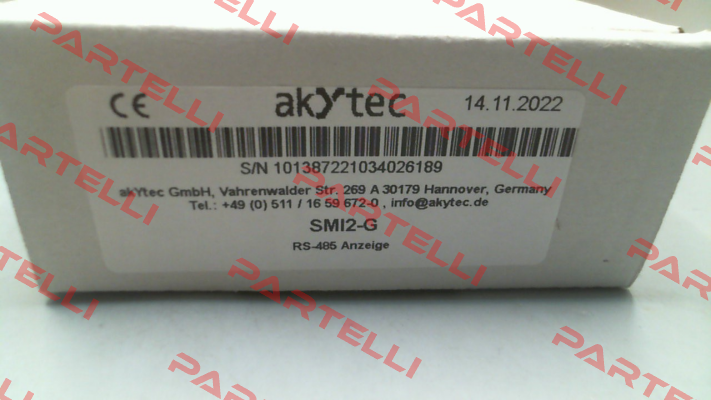 CE akYtec 14.11.2022
S/N 101387221034026189
akYtec GmbH, Vahrenwalder Str. 269 A 30179 Hannover, Germany
Tel.: +49 (0) 511 / 16 59 672-0 , info@akytec.de
SMI2-G
RS-485 Anzeige
PARTELLI
PARTELLI
PARTELLI
PARTELLI
PARTELLI
PARTELLI
PARTELLI